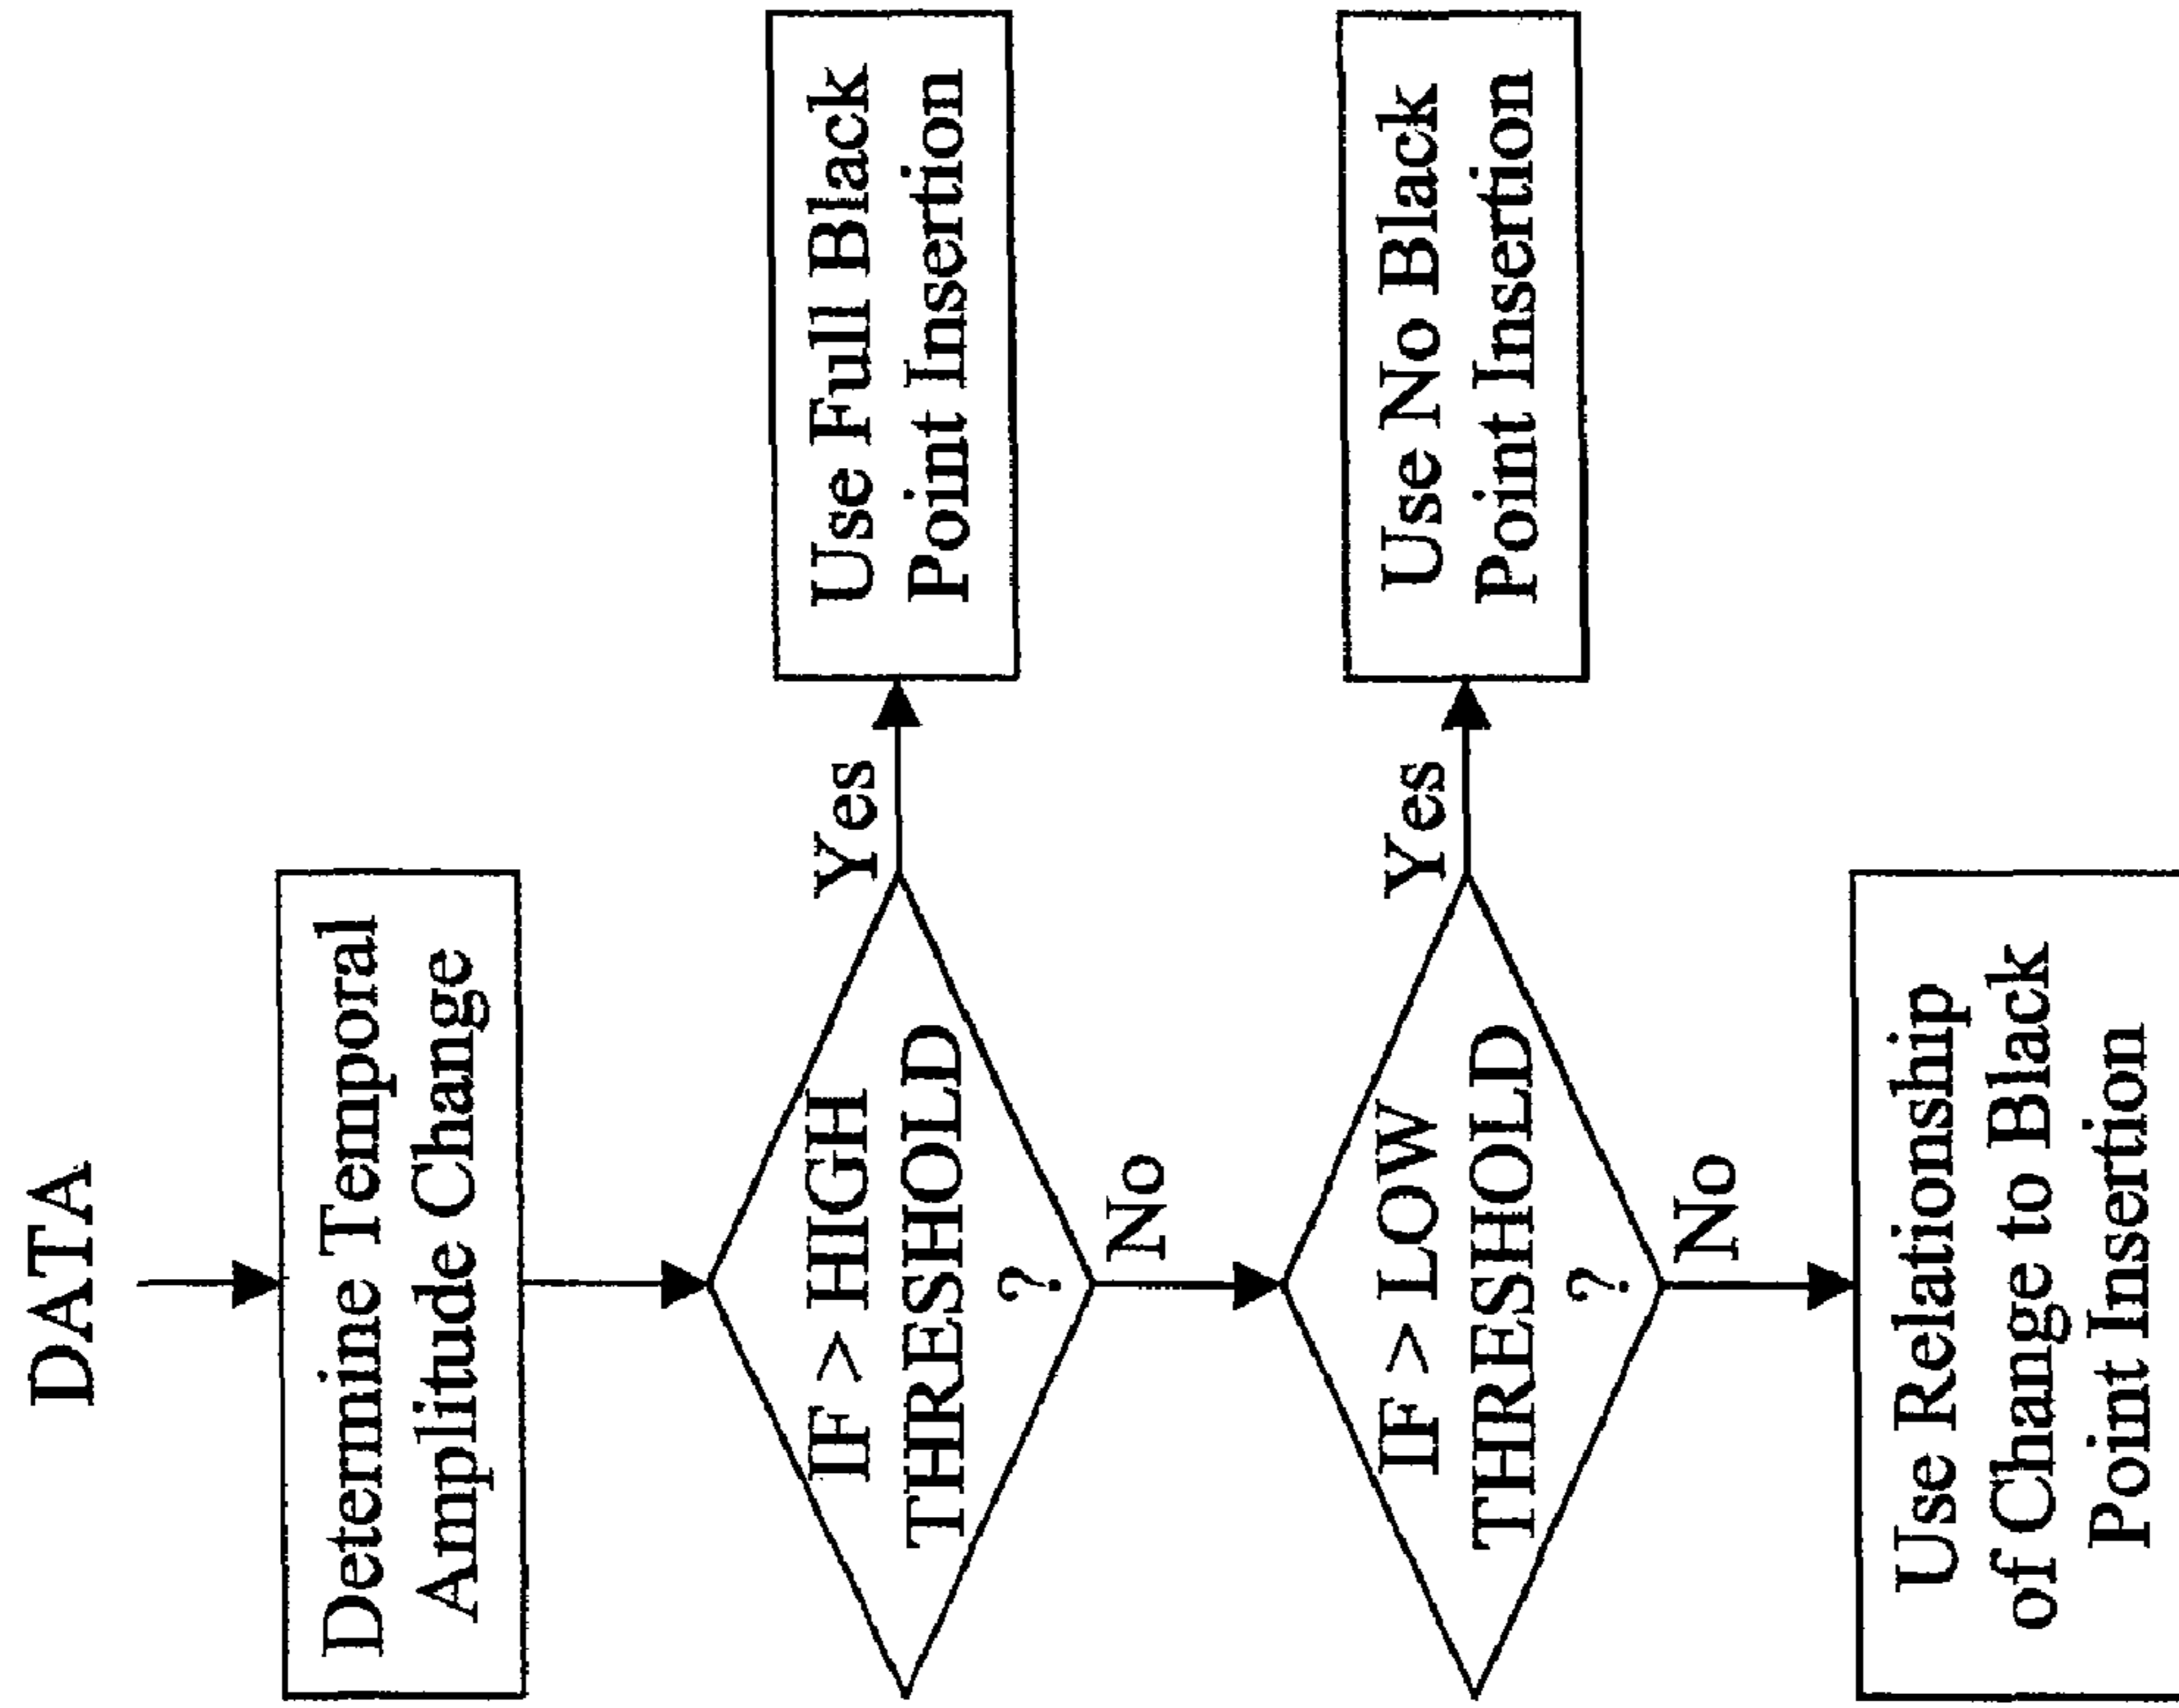 DATA
Determine Temporal
Amplitude Change
IF > HIGH
THRESHOLD
?
Yes
Use Full Black
Point Insertion
No
IF > LOW
THRESHOLD
?
Yes
Use No Black
Point Insertion
No
Use Relationship
of Change to Black
Point Insertion